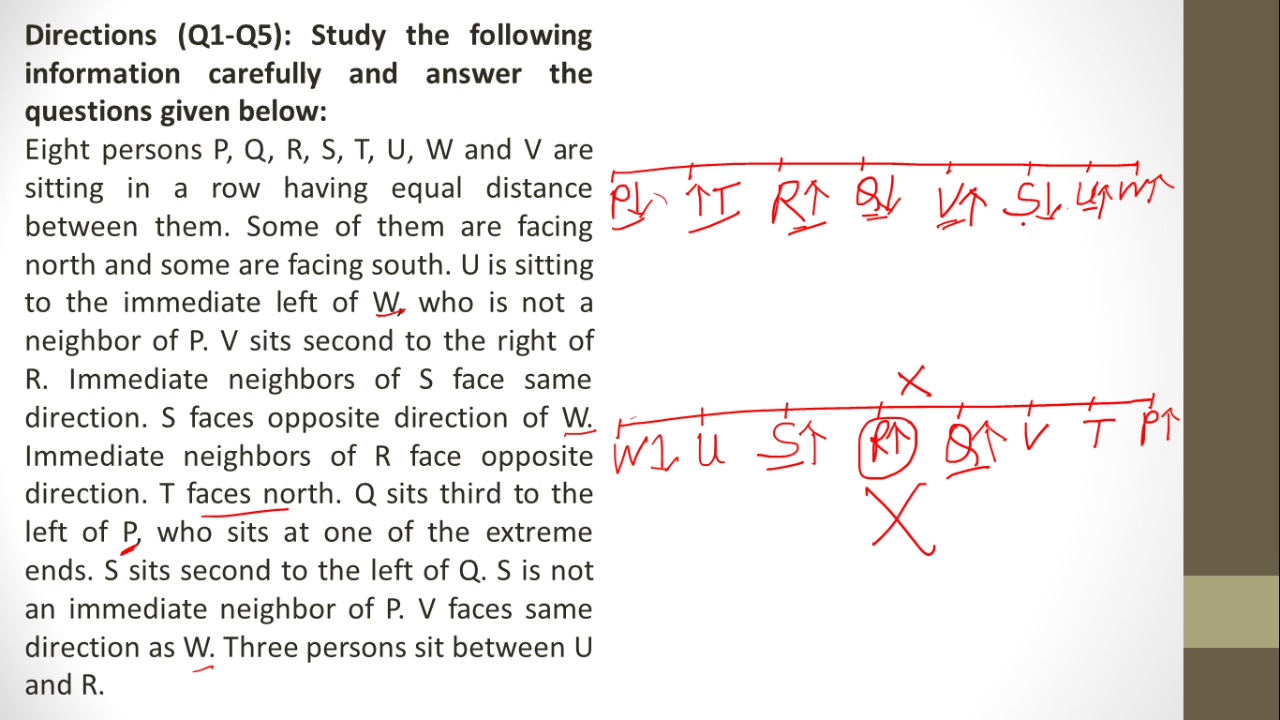 Directions (Q1-Q5): Study the following
information carefully and answer the
questions given below:
Eight persons P, Q, R, S, T, U, W and V are
sitting in a row having equal distance
between them. Some of them are facing
north and some are facing south. U is sitting
to the immediate left of W, who is not a
neighbor of P. V sits second to the right of
R. Immediate neighbors of S face same
direction. S faces opposite direction of W.
Immediate neighbors of R face opposite
direction. T faces north. Q sits third to the
left of P, who sits at one of the extreme
ends. S sits second to the left of Q. S is not
an immediate neighbor of P. V faces same
direction as W. Three persons sit between U
and R.
P↓ ↑T R↑ Q↓ V↑ S↓ U↑ W↑
X
W↓ U S↑ R↑ Q↑ V T P↑
X